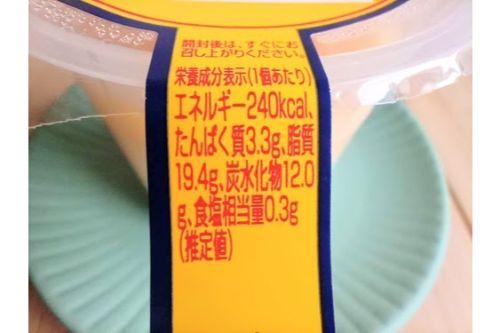 開封後は、すぐにお
召し上がりください。
栄養成分表示(1個あたり)
エネルギー240kcal、
たんぱく質3.3g、脂質
19.4g、炭水化物12.0
g、食塩相当量0.3g
(推定値)